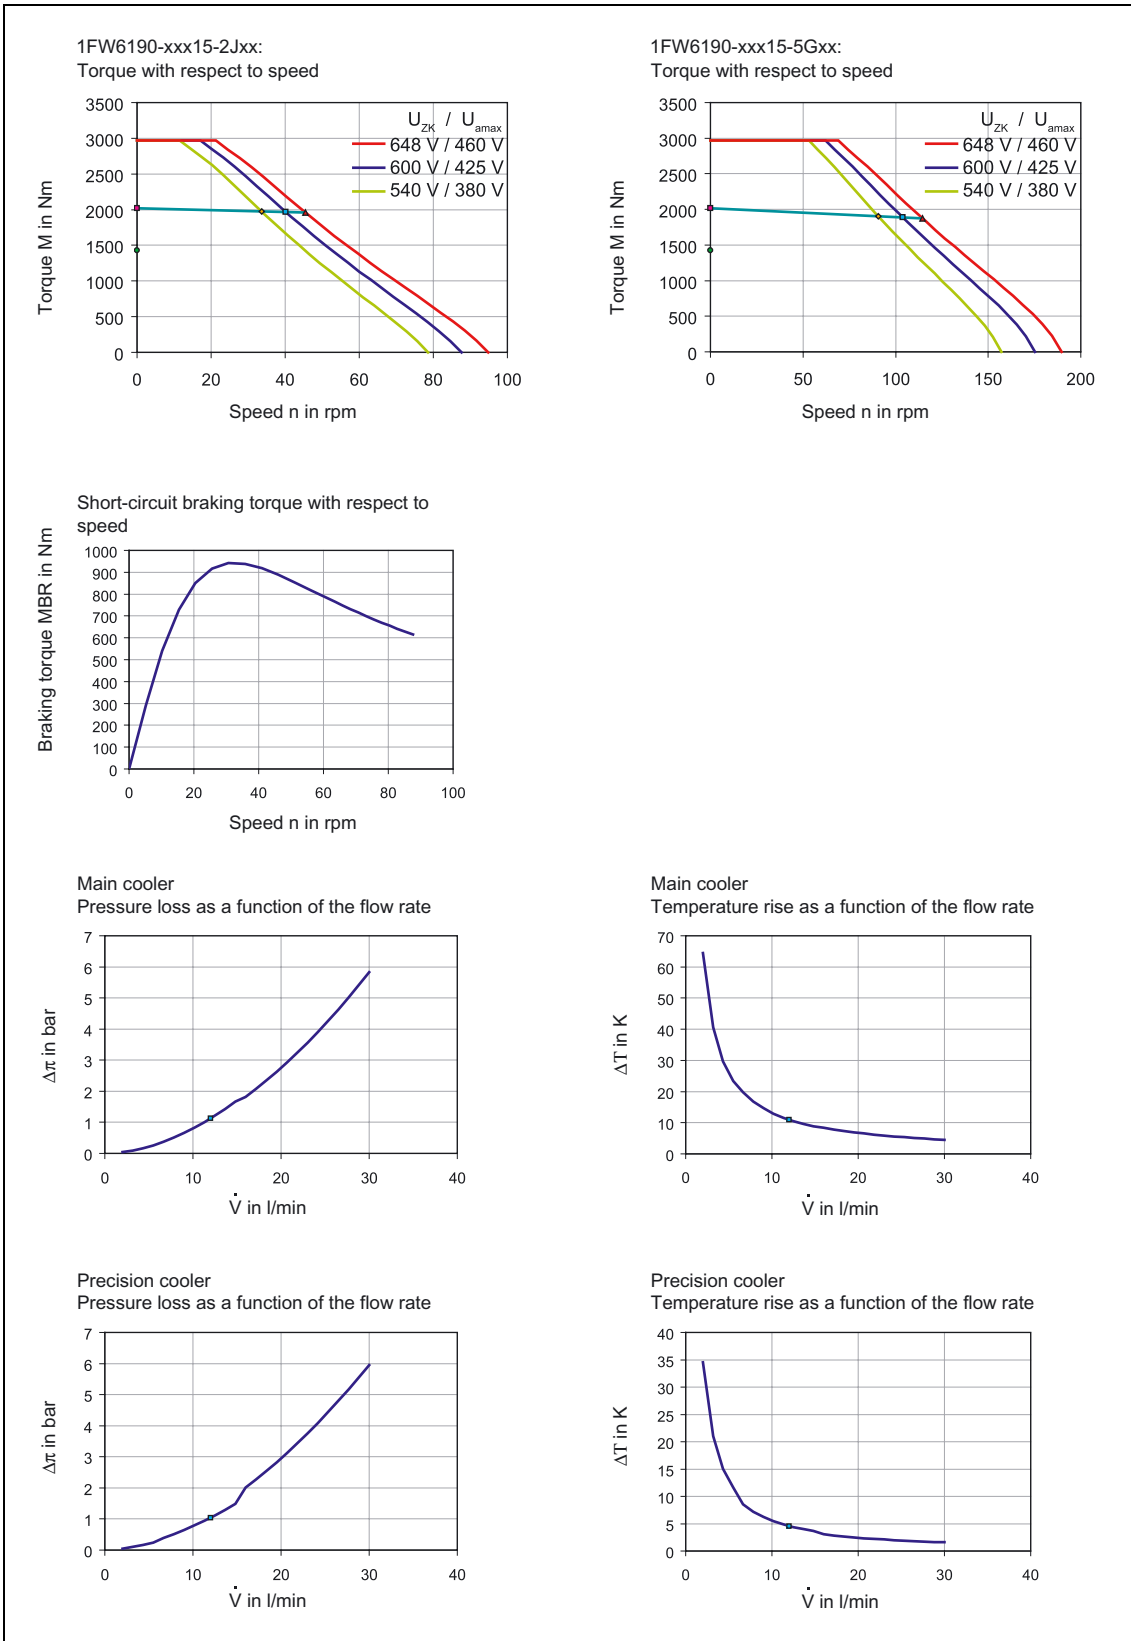 1FW6190-xxx15-2Jxx:
Torque with respect to speed
3500
3000
2500
2000
1500
1000
500
0
Torque M in Nm
U_ZK / U_amax
648 V / 460 V
600 V / 425 V
540 V / 380 V
0 20 40 60 80 100
Speed n in rpm
1FW6190-xxx15-5Gxx:
Torque with respect to speed
3500
3000
2500
2000
1500
1000
500
0
Torque M in Nm
U_ZK / U_amax
648 V / 460 V
600 V / 425 V
540 V / 380 V
0 50 100 150 200
Speed n in rpm
Short-circuit braking torque with respect to
speed
1000
900
800
700
600
500
400
300
200
100
0
Braking torque MBR in Nm
0 20 40 60 80 100
Speed n in rpm
Main cooler
Pressure loss as a function of the flow rate
7
6
5
4
3
2
1
0
Δπ in bar
0 10 20 30 40
V̇ in l/min
Main cooler
Temperature rise as a function of the flow rate
70
60
50
40
30
20
10
0
ΔT in K
0 10 20 30 40
V̇ in l/min
Precision cooler
Pressure loss as a function of the flow rate
7
6
5
4
3
2
1
0
Δπ in bar
0 10 20 30 40
V̇ in l/min
Precision cooler
Temperature rise as a function of the flow rate
40
35
30
25
20
15
10
5
0
ΔT in K
0 10 20 30 40
V̇ in l/min